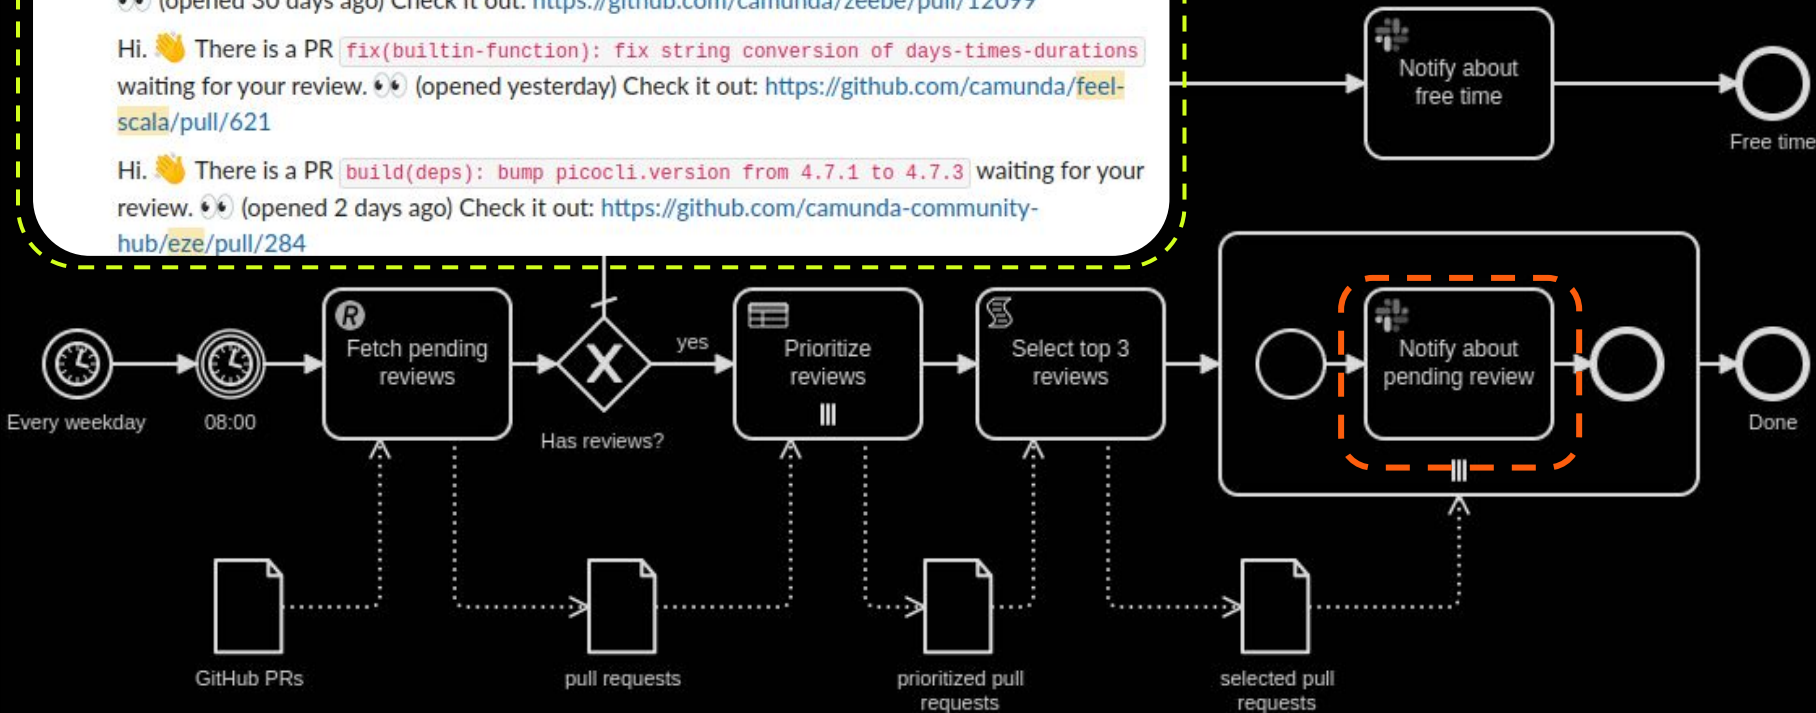 (opened 30 days ago) Check it out: https://github.com/camunda/zeebe/pull/12099
Hi. 👋 There is a PR fix(builtin-function): fix string conversion of days-times-durations
waiting for your review. 👀 (opened yesterday) Check it out: https://github.com/camunda/feel-
scala/pull/621
Hi. 👋 There is a PR build(deps): bump picocli.version from 4.7.1 to 4.7.3 waiting for your
review. 👀 (opened 2 days ago) Check it out: https://github.com/camunda-community-
hub/eze/pull/284
Notify about
free time
Free time
Every weekday
08:00
Fetch pending
reviews
Has reviews?
yes
Prioritize
reviews
Select top 3
reviews
Notify about
pending review
Done
GitHub PRs
pull requests
prioritized pull
requests
selected pull
requests